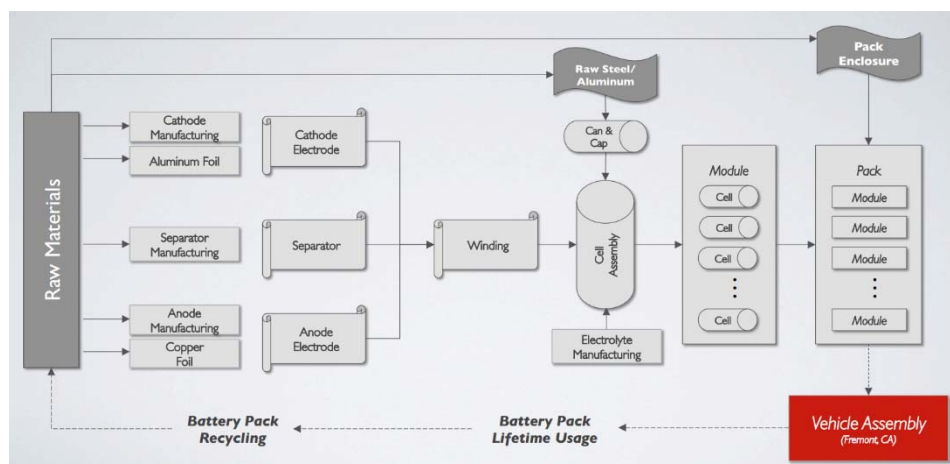 Pack
Enclosure
Raw Steel/
Aluminum
Raw Materials
Cathode
Manufacturing
Aluminum Foil
Cathode
Electrode
Can &
Cap
Module
Cell
Cell
Cell
Cell
Pack
Module
Module
Module
Module
Separator
Manufacturing
Separator
Winding
Cell
Assembly
Anode
Manufacturing
Copper
Foil
Anode
Electrode
Electrolyte
Manufacturing
Battery Pack
Recycling
Battery Pack
Lifetime Usage
Vehicle Assembly
(Fremont, CA)